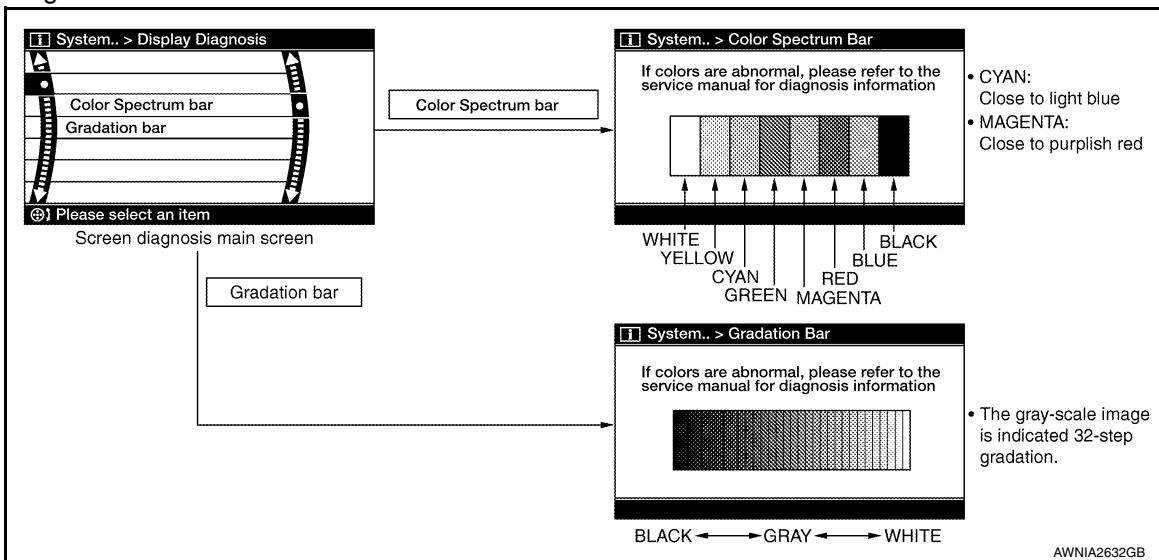 i System.. > Display Diagnosis
Color Spectrum bar
Gradation bar
Please select an item
Screen diagnosis main screen
Color Spectrum bar
Gradation bar
i System.. > Color Spectrum Bar
If colors are abnormal, please refer to the
service manual for diagnosis information
WHITE
YELLOW
CYAN
GREEN
MAGENTA
RED
BLUE
BLACK
• CYAN:
Close to light blue
• MAGENTA:
Close to purplish red
i System.. > Gradation Bar
If colors are abnormal, please refer to the
service manual for diagnosis information
BLACK GRAY WHITE
• The gray-scale image
is indicated 32-step
gradation.
AWNIA2632GB